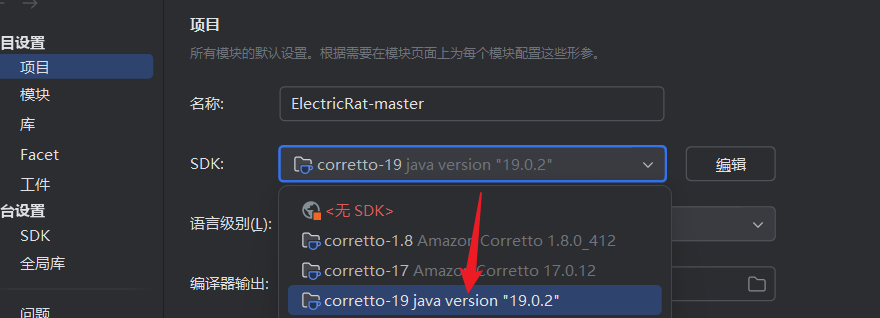 目设置
项目
模块
库
Facet
工件
台设置
SDK
全局库
问题
项目
所有模块的默认设置。根据需要在模块页面上为每个模块配置这些形参。
名称: ElectricRat-master
SDK: corretto-19 java version "19.0.2" 编辑
<无 SDK>
语言级别(L):
corretto-1.8 Amazon Corretto 1.8.0_412
corretto-17 Amazon Corretto 17.0.12
编译器输出:
corretto-19 java version "19.0.2"